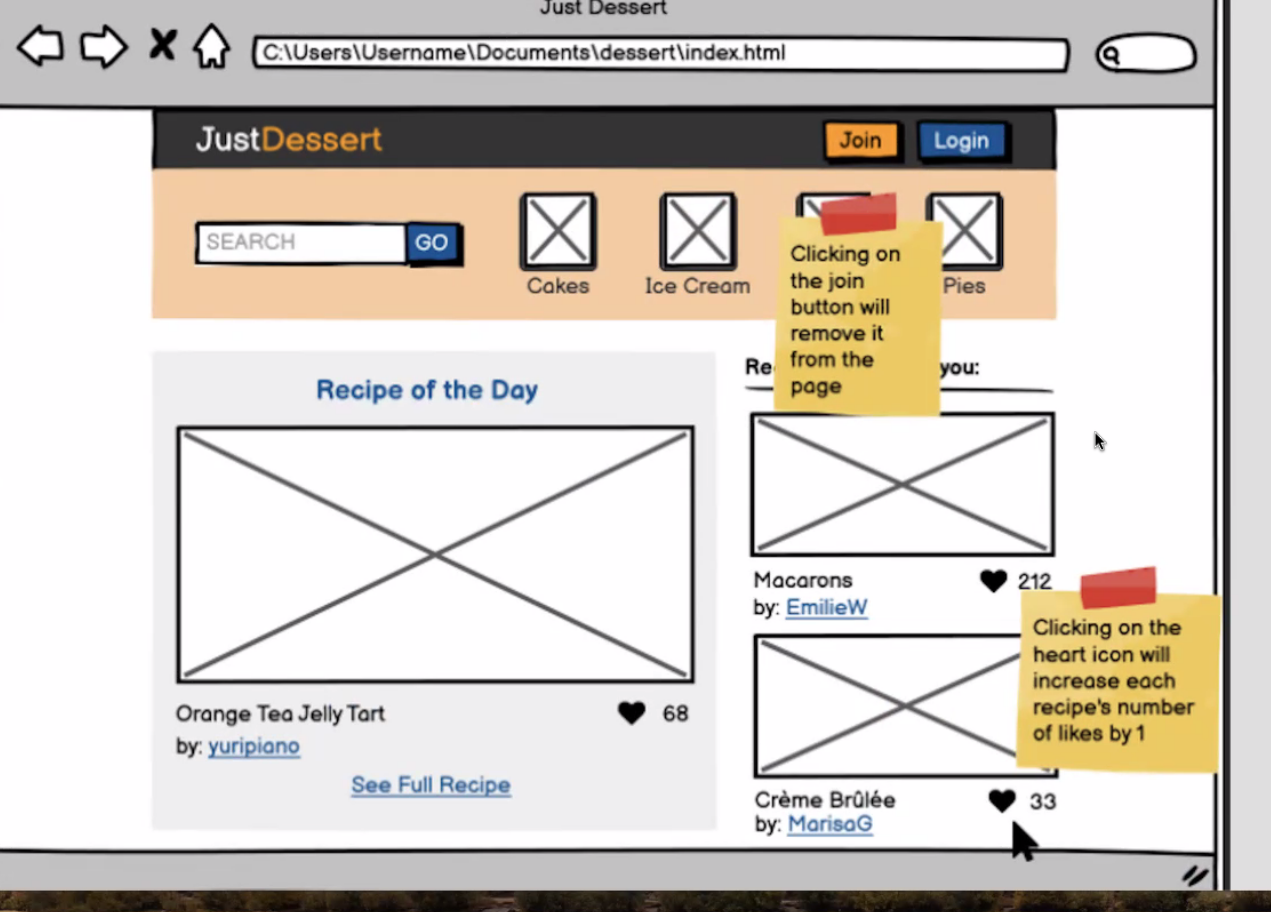 Just Dessert
C:\Users\Username\Documents\dessert\index.html
JustDessert
Join
Login
SEARCH
GO
Cakes
Ice Cream
Pies
Clicking on
the join
button will
remove it
from the
page
Recipe of the Day
Re
you:
Orange Tea Jelly Tart
68
by: yuripiano
See Full Recipe
Macarons
212
by: EmilieW
Clicking on the
heart icon will
increase each
recipe's number
of likes by 1
Crème Brûlée
33
by: MarisaG